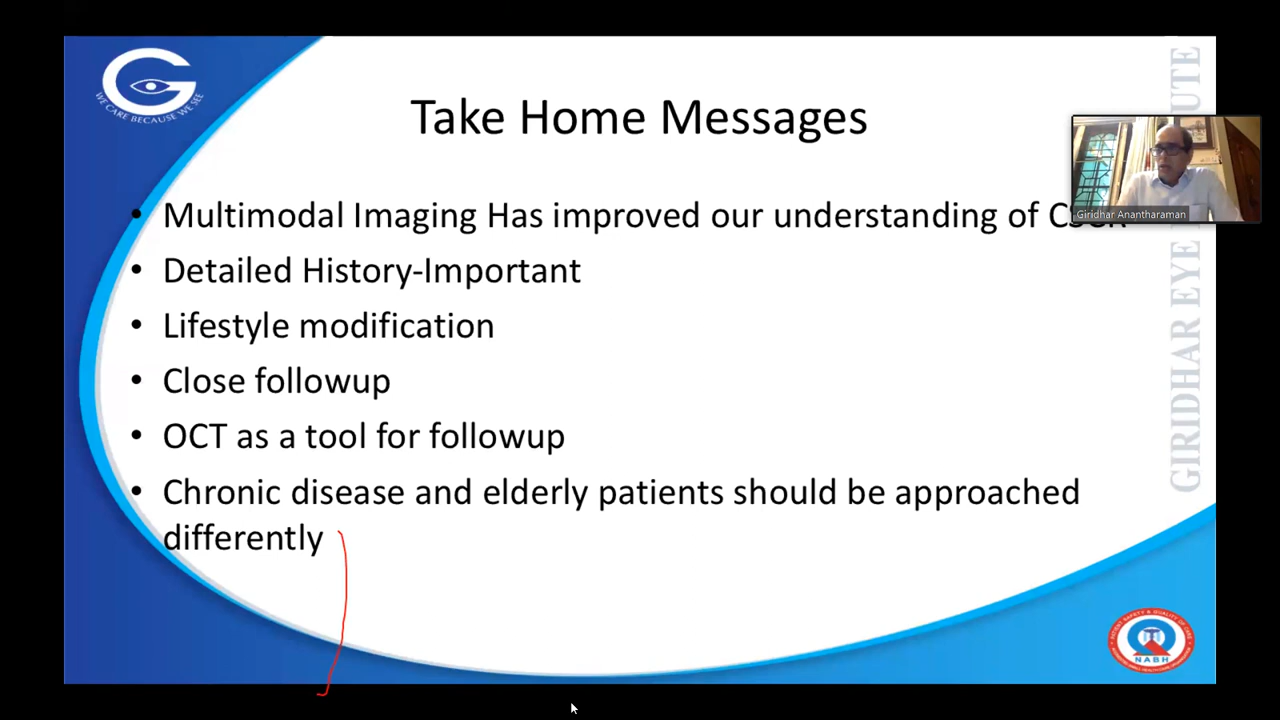 WE CARE BECAUSE WE SEE
Take Home Messages
Giridhar Anantharaman
• Multimodal Imaging Has improved our understanding of
• Detailed History-Important
• Lifestyle modification
• Close followup
• OCT as a tool for followup
• Chronic disease and elderly patients should be approached
differently
GIRIDHAR EYE
NABH